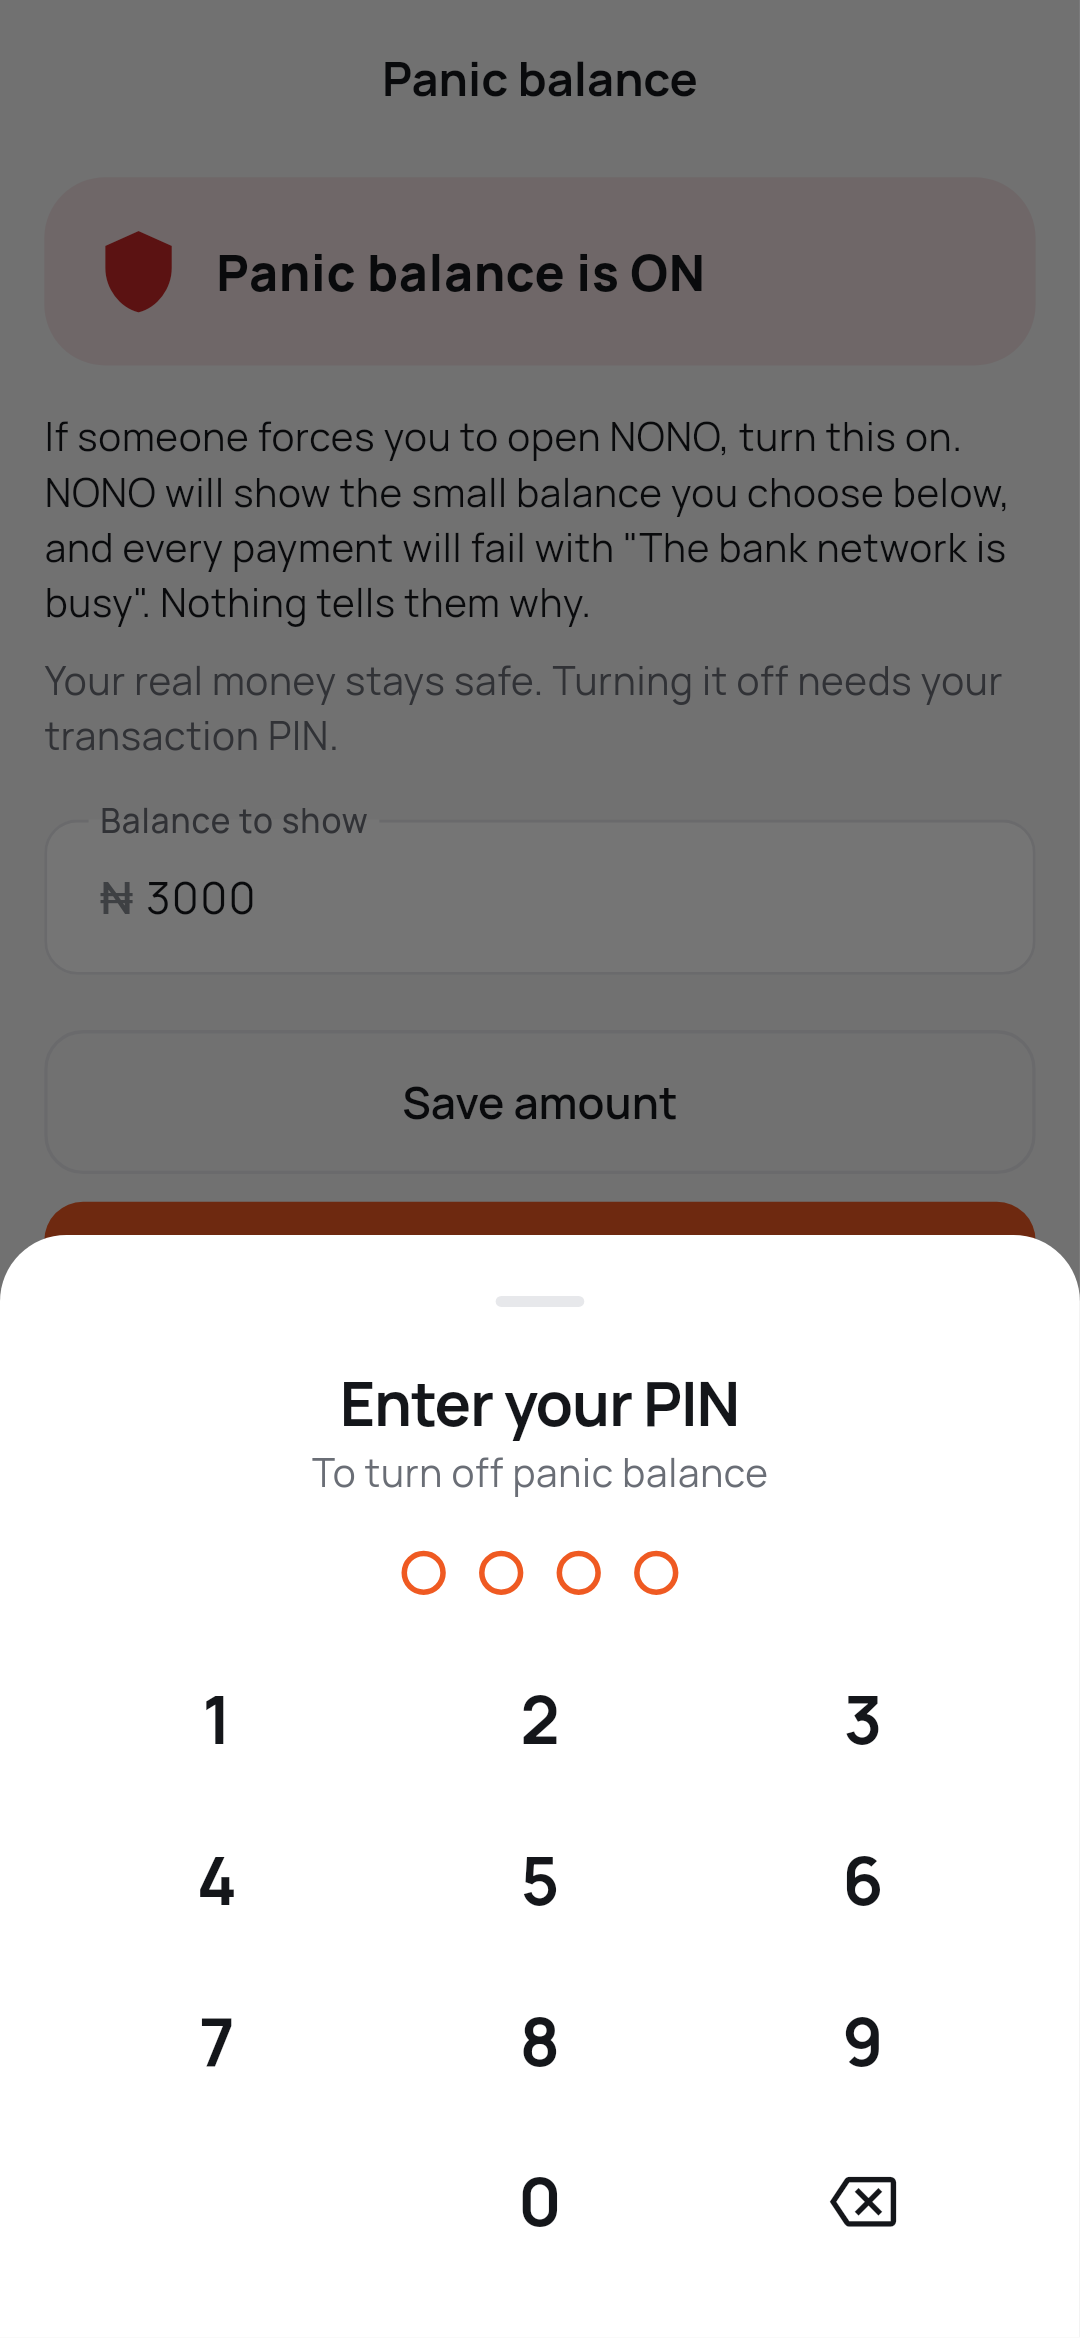 Panic balance
Panic balance is ON
If someone forces you to open NONO, turn this on.
NONO will show the small balance you choose below,
and every payment will fail with "The bank network is
busy". Nothing tells them why.
Your real money stays safe. Turning it off needs your
transaction PIN.
Balance to show
₦ 3000
Save amount
Enter your PIN
To turn off panic balance
1 2 3
4 5 6
7 8 9
0